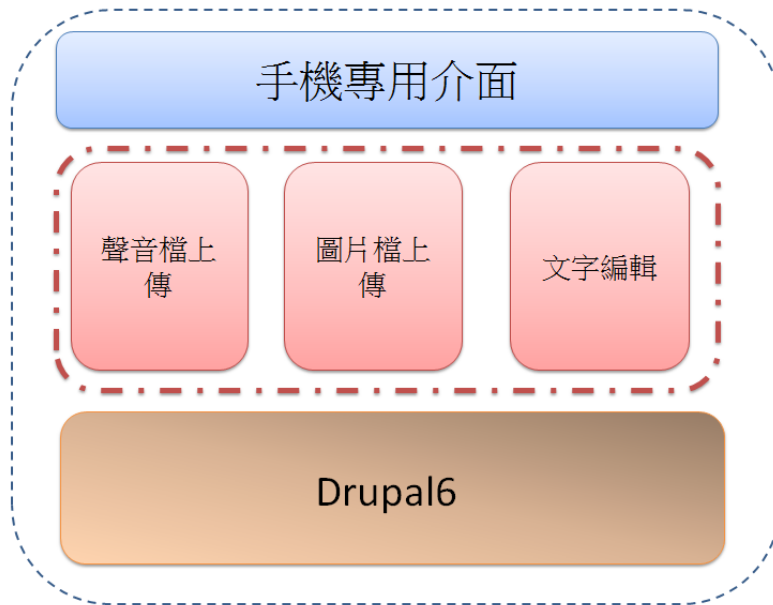 手機專用介面
聲音檔上
傳
圖片檔上
傳
文字編輯
Drupal6